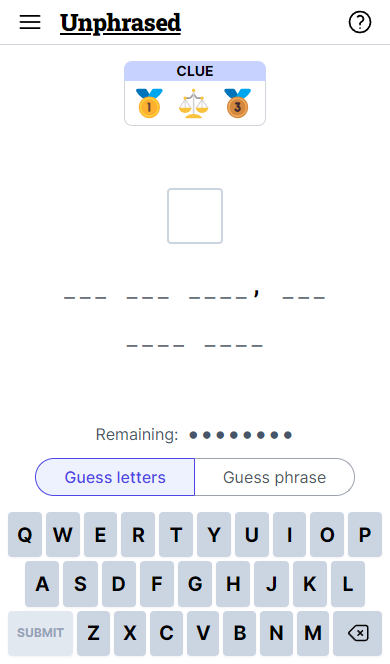 Unphrased
CLUE
🥇 ⚖️ 🥉
___ ___ ____, ___
____ ____
Remaining: ● ● ● ● ● ● ● ●
Guess letters Guess phrase
Q W E R T Y U I O P
A S D F G H J K L
SUBMIT Z X C V B N M